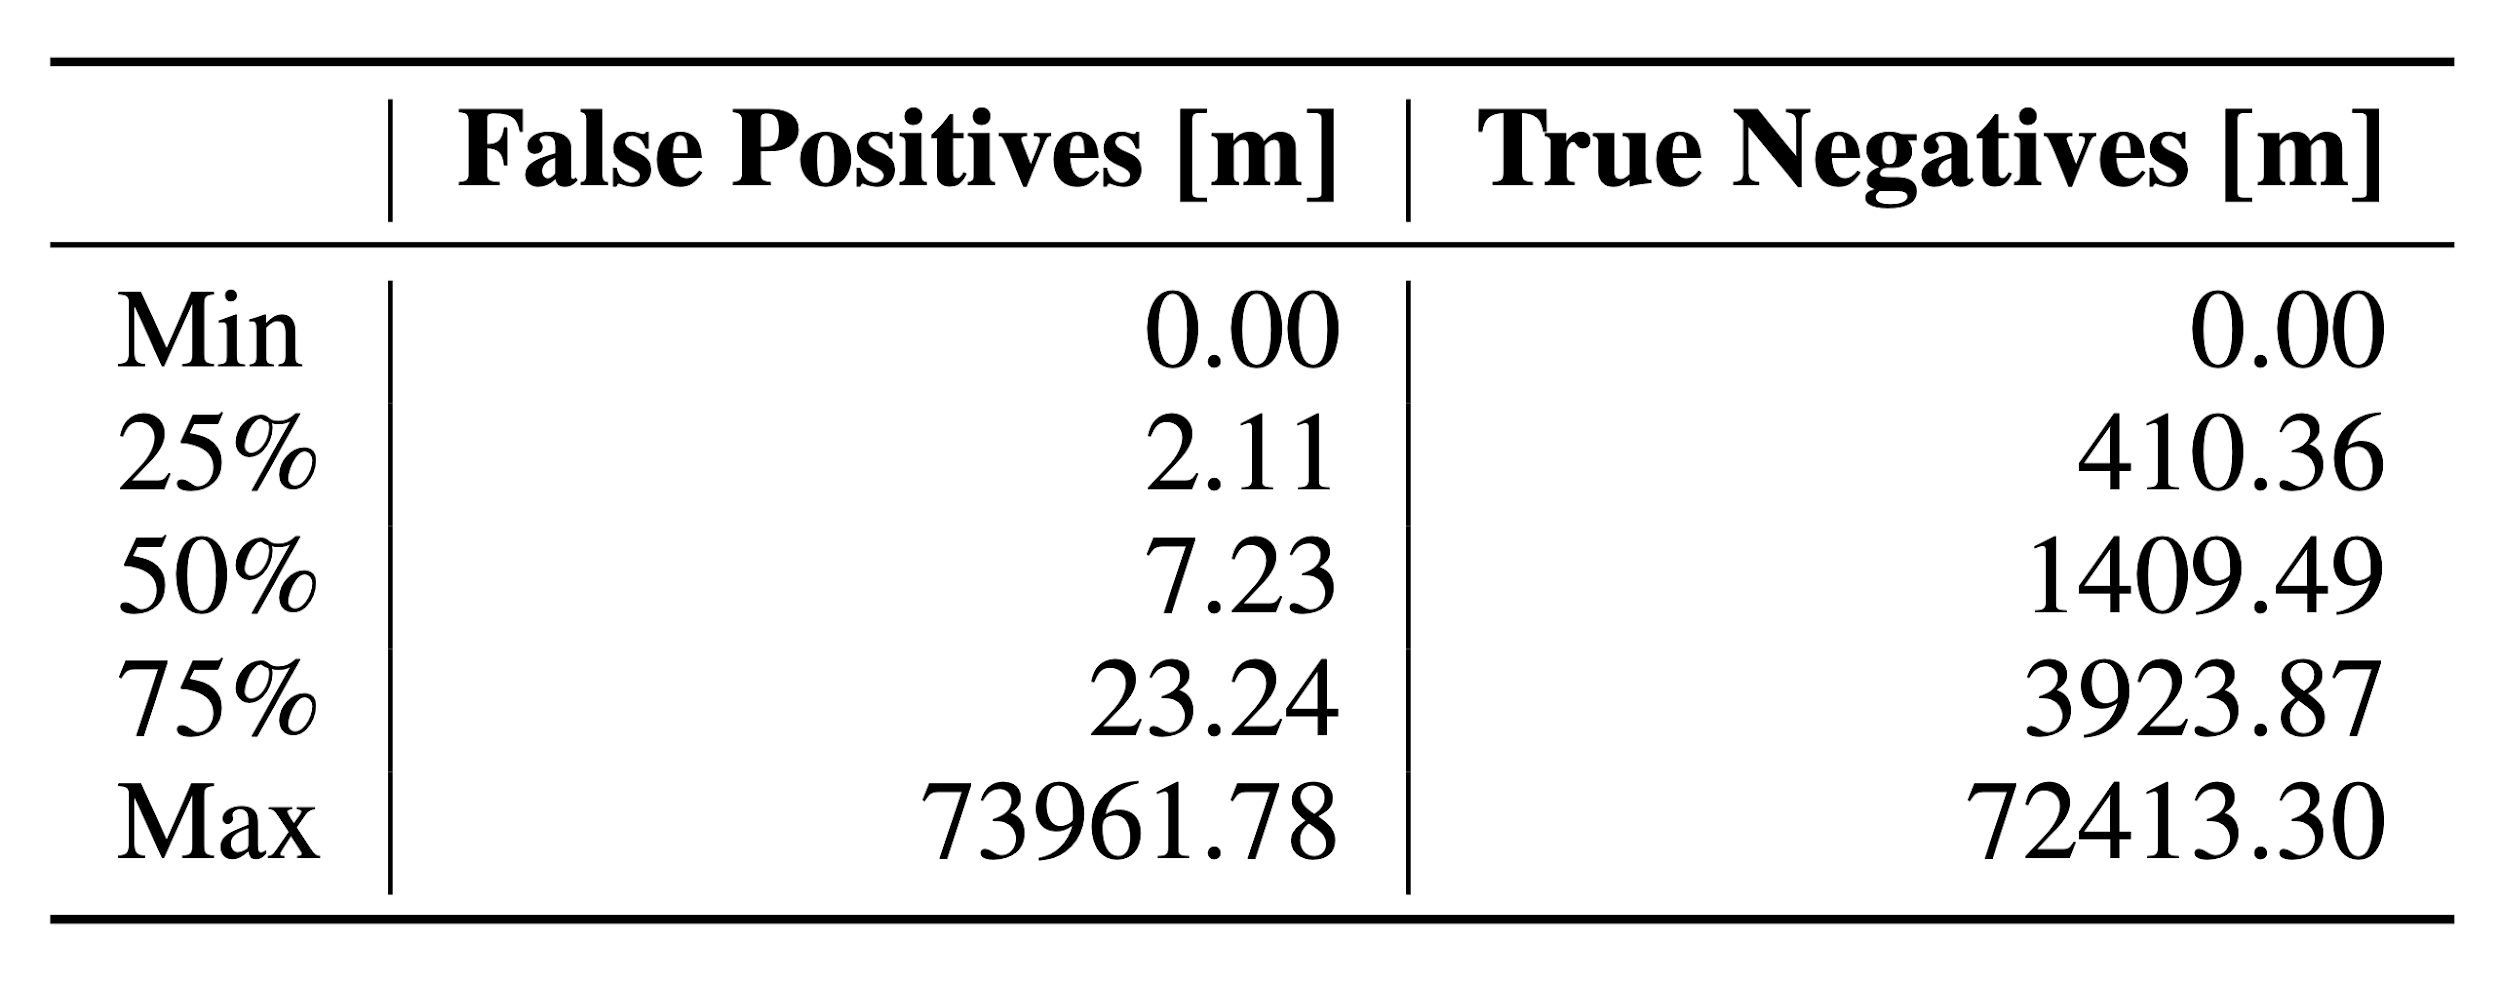 False Positives [m] True Negatives [m]
Min 0.00 0.00
25% 2.11 410.36
50% 7.23 1409.49
75% 23.24 3923.87
Max 73961.78 72413.30